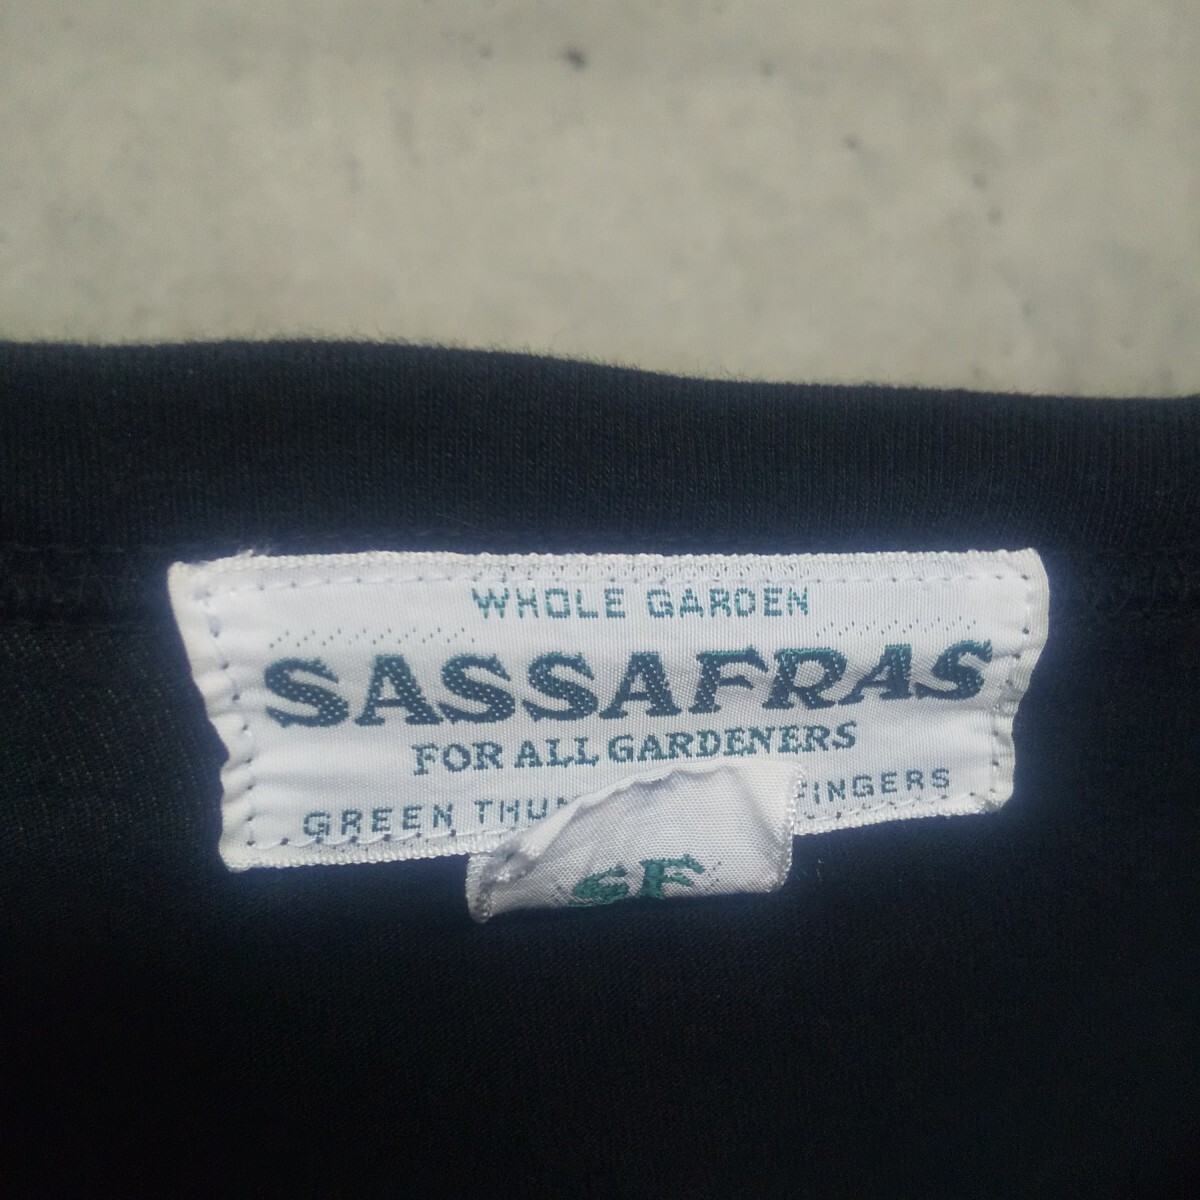 WHOLE GARDEN
SASSAFRAS
FOR ALL GARDENERS
GREEN THUM FINGERS
SF